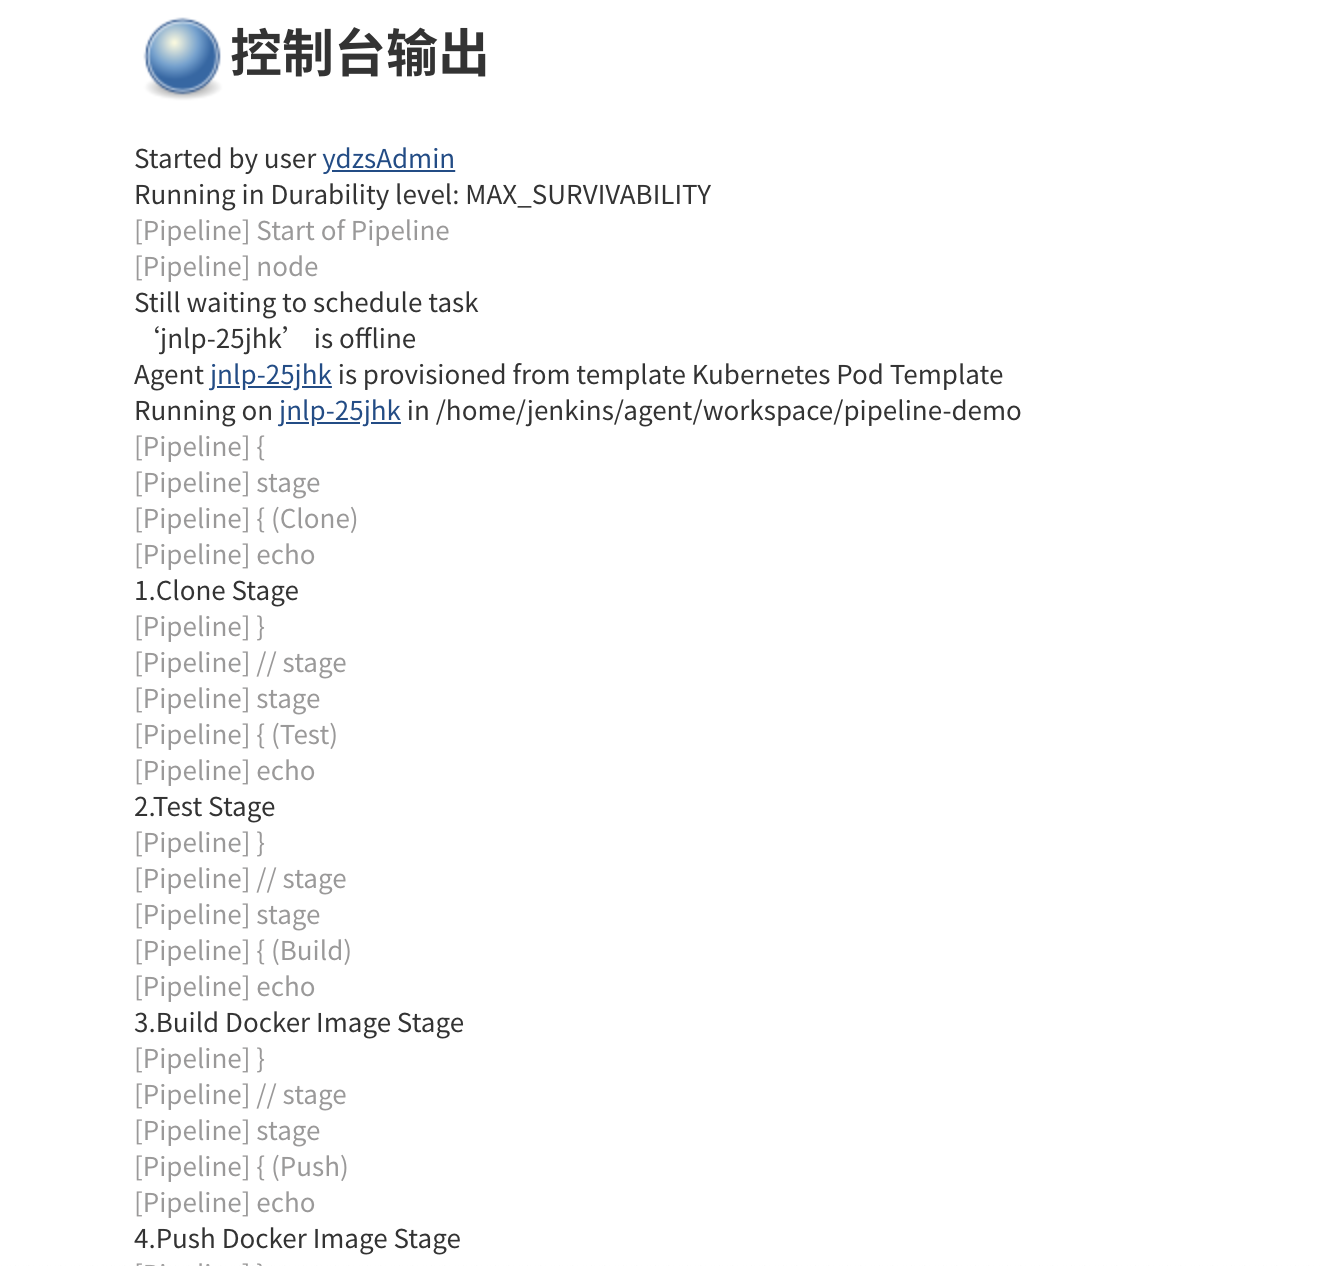 控制台输出
Started by user ydzsAdmin
Running in Durability level: MAX_SURVIVABILITY
[Pipeline] Start of Pipeline
[Pipeline] node
Still waiting to schedule task
‘jnlp-25jhk’ is offline
Agent jnlp-25jhk is provisioned from template Kubernetes Pod Template
Running on jnlp-25jhk in /home/jenkins/agent/workspace/pipeline-demo
[Pipeline] {
[Pipeline] stage
[Pipeline] { (Clone)
[Pipeline] echo
1.Clone Stage
[Pipeline] }
[Pipeline] // stage
[Pipeline] stage
[Pipeline] { (Test)
[Pipeline] echo
2.Test Stage
[Pipeline] }
[Pipeline] // stage
[Pipeline] stage
[Pipeline] { (Build)
[Pipeline] echo
3.Build Docker Image Stage
[Pipeline] }
[Pipeline] // stage
[Pipeline] stage
[Pipeline] { (Push)
[Pipeline] echo
4.Push Docker Image Stage